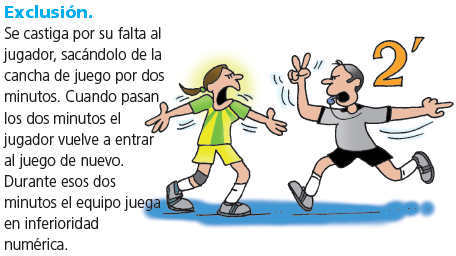 Exclusión.
Se castiga por su falta al
jugador, sacándolo de la
cancha de juego por dos
minutos. Cuando pasan
los dos minutos el
jugador vuelve a entrar
al juego de nuevo.
Durante esos dos
minutos el equipo juega
en inferioridad
numérica.
2′